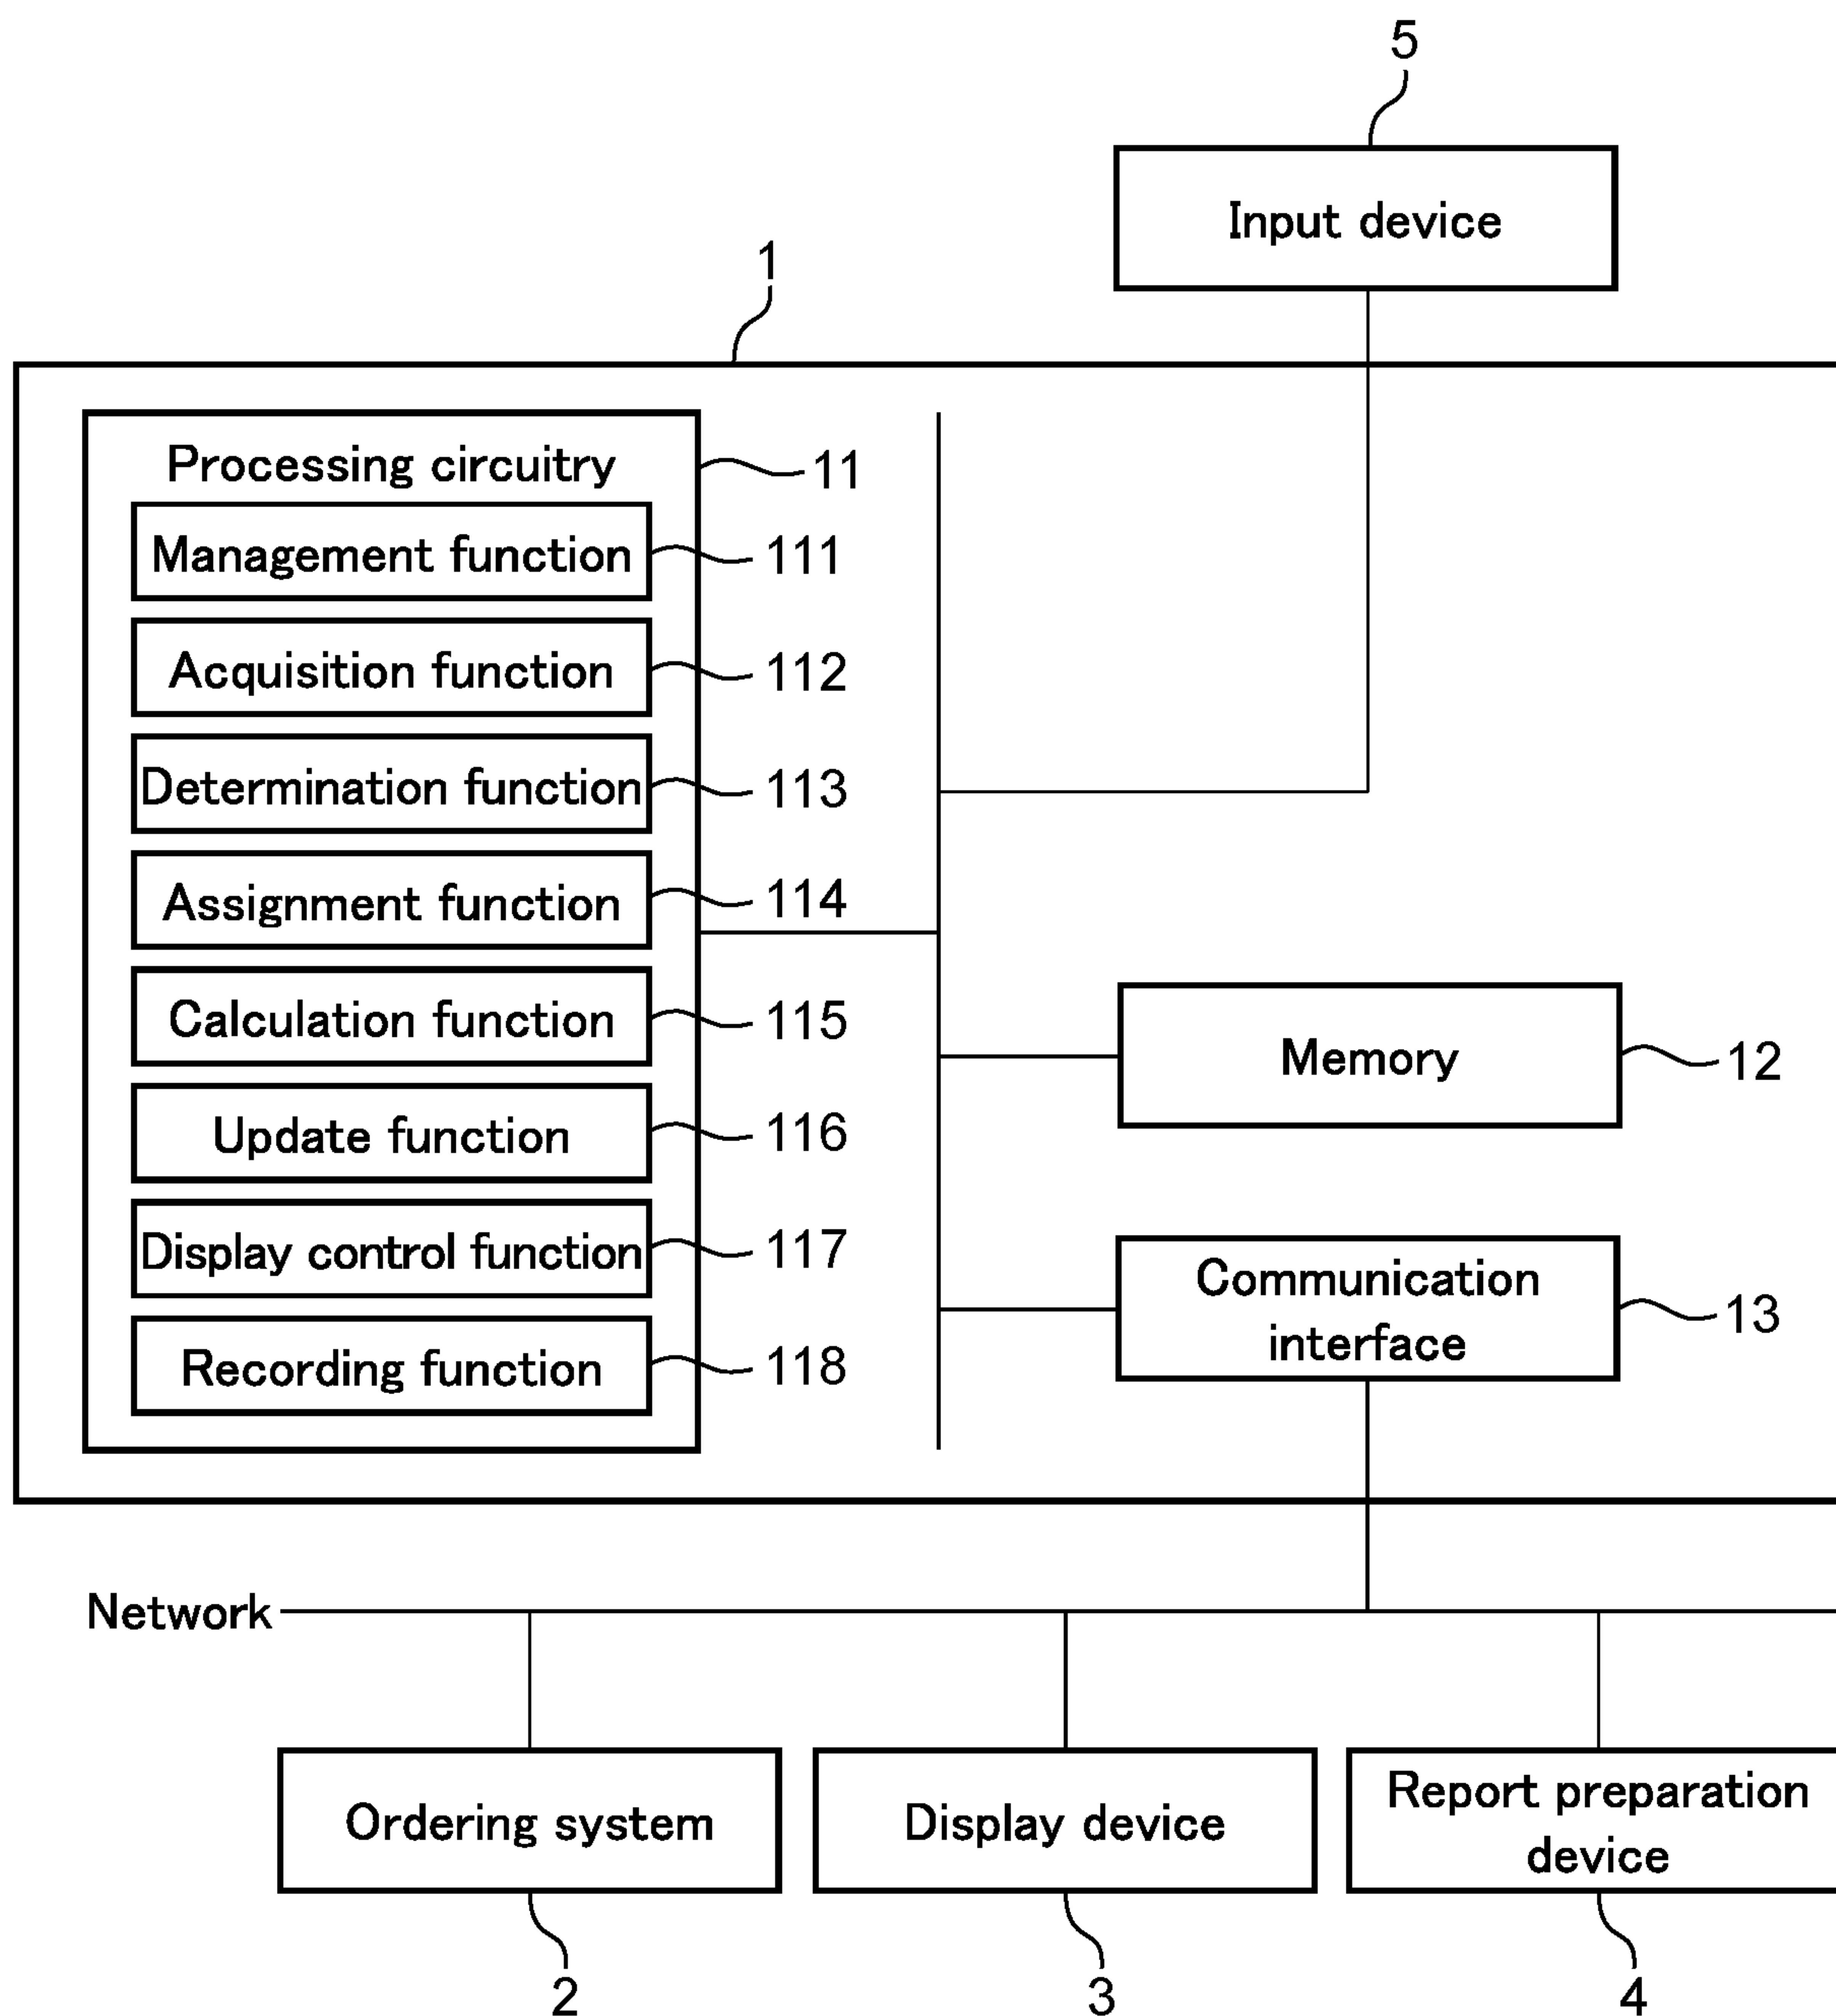 5
Input device
1
Processing circuitry
11
Management function
111
Acquisition function
112
Determination function
113
Assignment function
114
Calculation function
115
Update function
116
Display control function
117
Recording function
118
Memory
12
Communication
interface
13
Network
Ordering system
Display device
Report preparation
device
2
3
4